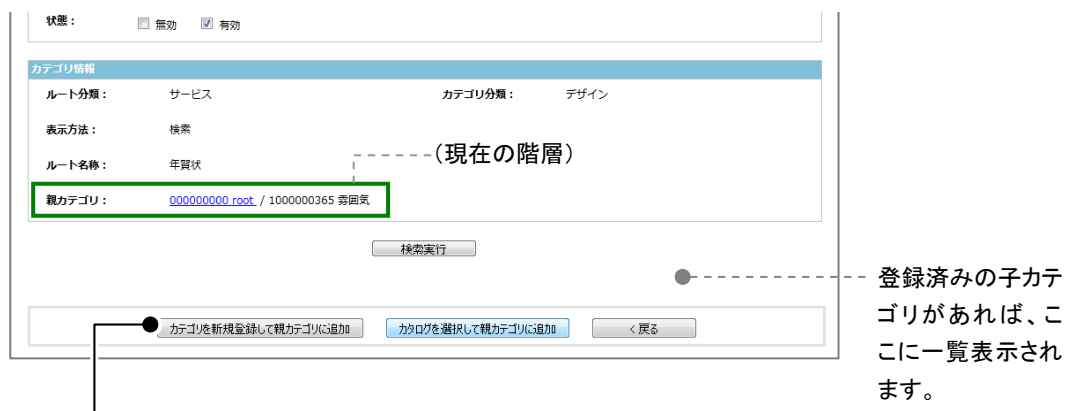 状態： 無効 有効
カテゴリ情報
ルート分類： サービス カテゴリ分類： デザイン
表示方法： 検索
(現在の階層)
ルート名称： 年賀状
親カテゴリ： 000000000 root / 1000000365 雰囲気
検索実行
登録済みの子カテ
ゴリがあれば、こ
こに一覧表示され
ます。
カテゴリを新規登録して親カテゴリに追加 カタログを選択して親カテゴリに追加 < 戻る